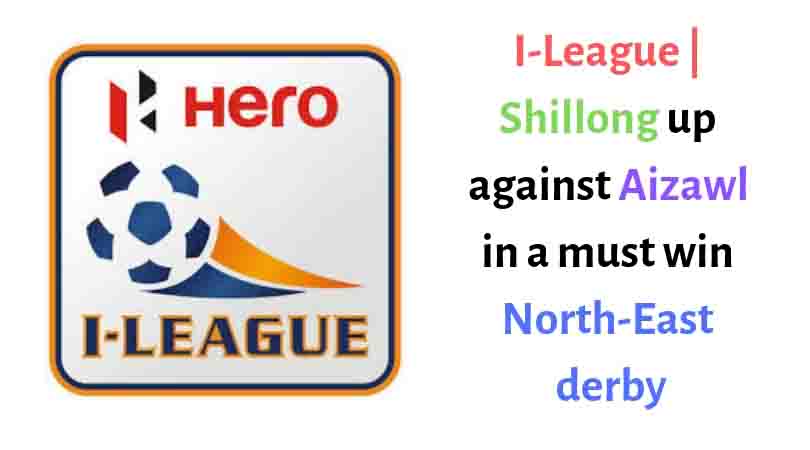 Hero
I-LEAGUE
I-League |
Shillong up
against Aizawl
in a must win
North-East
derby